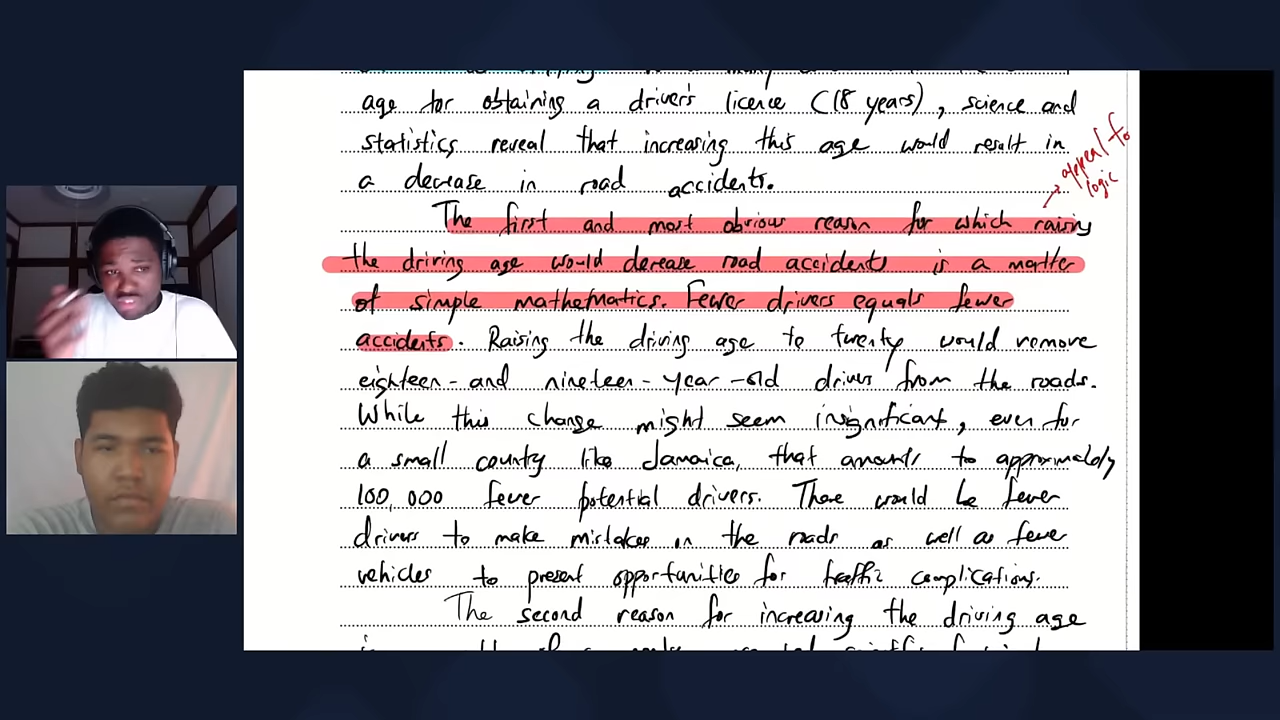 age for obtaining a driver's licence (18 years), science and
statistics reveal that increasing this age would result in
a decrease in road accidents.
appeal to
logic
The first and most obvious reason for which raising
the driving age would decrease road accidents is a matter
of simple mathematics. Fewer drivers equals fewer
accidents. Raising the driving age to twenty would remove
eighteen-and nineteen-year-old drivers from the roads.
While this change might seem insignificant, even for
a small country like Jamaica, that amounts to approximately
100,000 fewer potential drivers. There would be fewer
drivers to make mistakes on the roads as well as fewer
vehicles to present opportunities for traffic complications.
The second reason for increasing the driving age